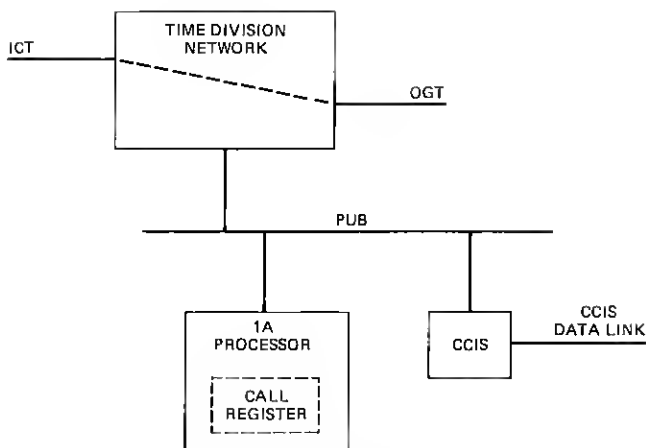 TIME DIVISION
NETWORK
ICT
OGT
PUB
1A
PROCESSOR
CALL
REGISTER
CCIS
CCIS
DATA LINK